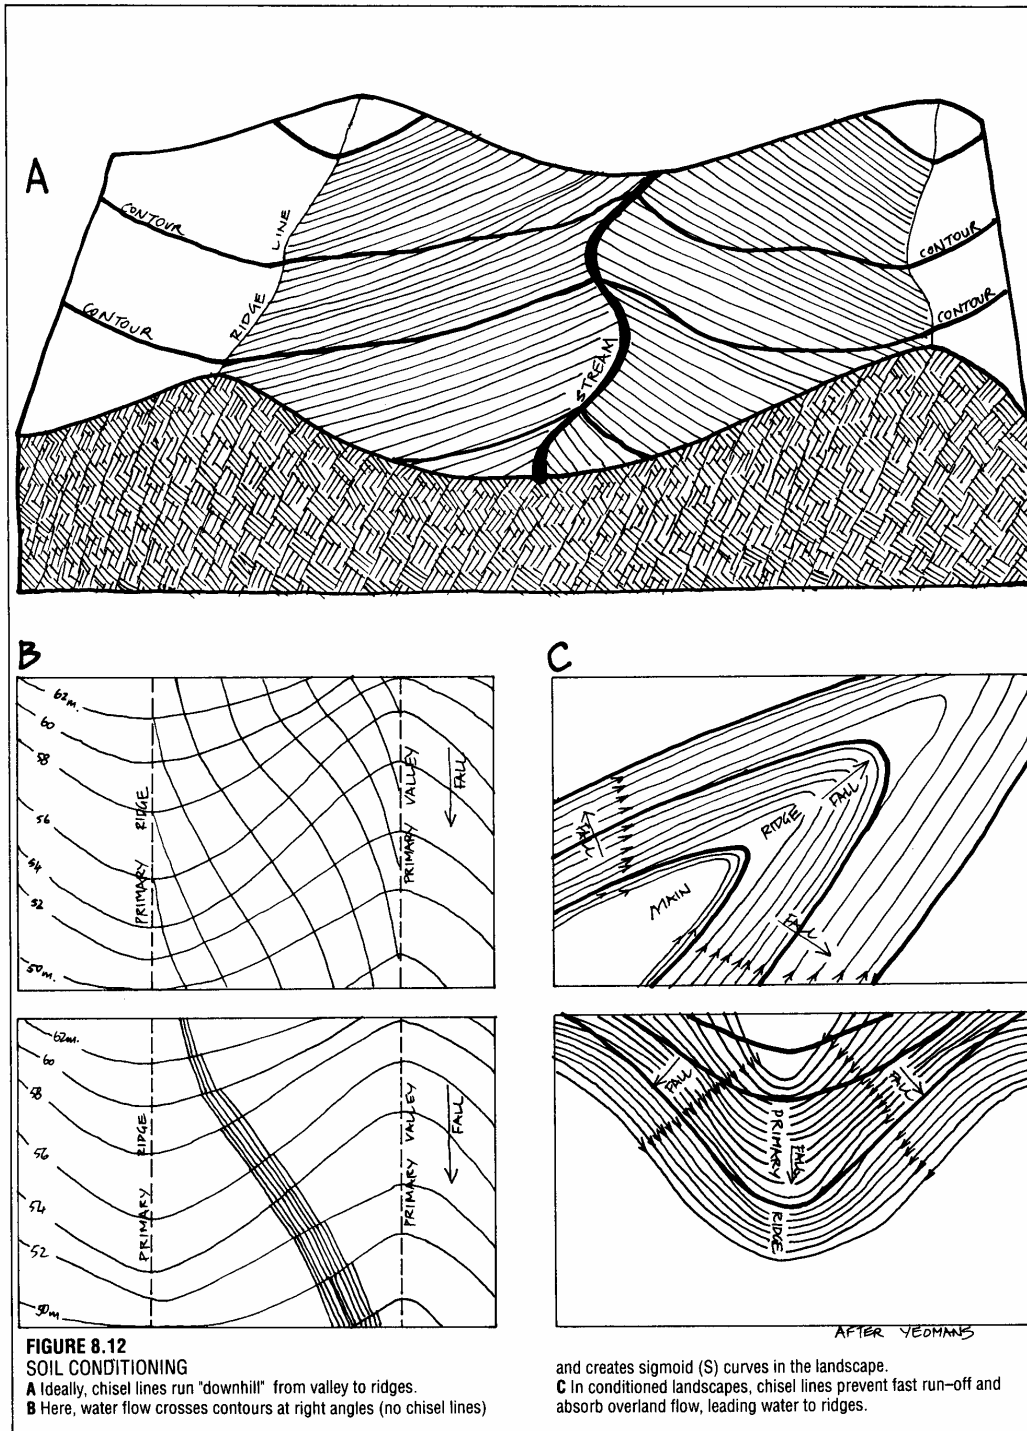 A
CONTOUR
CONTOUR
RIDGE LINE
STREAM
CONTOUR
CONTOUR
B
62m.
60
58
56
54
52
50m.
PRIMARY RIDGE
PRIMARY VALLEY
FALL
62m.
60
58
56
54
52
50m
PRIMARY RIDGE
PRIMARY VALLEY
FALL
C
FALL
MAIN RIDGE
FALL
FALL
FALL
PRIMARY RIDGE
FALL
FALL
AFTER YEOMANS
FIGURE 8.12
SOIL CONDITIONING
A Ideally, chisel lines run "downhill" from valley to ridges.
B Here, water flow crosses contours at right angles (no chisel lines)
and creates sigmoid (S) curves in the landscape.
C In conditioned landscapes, chisel lines prevent fast run–off and
absorb overland flow, leading water to ridges.